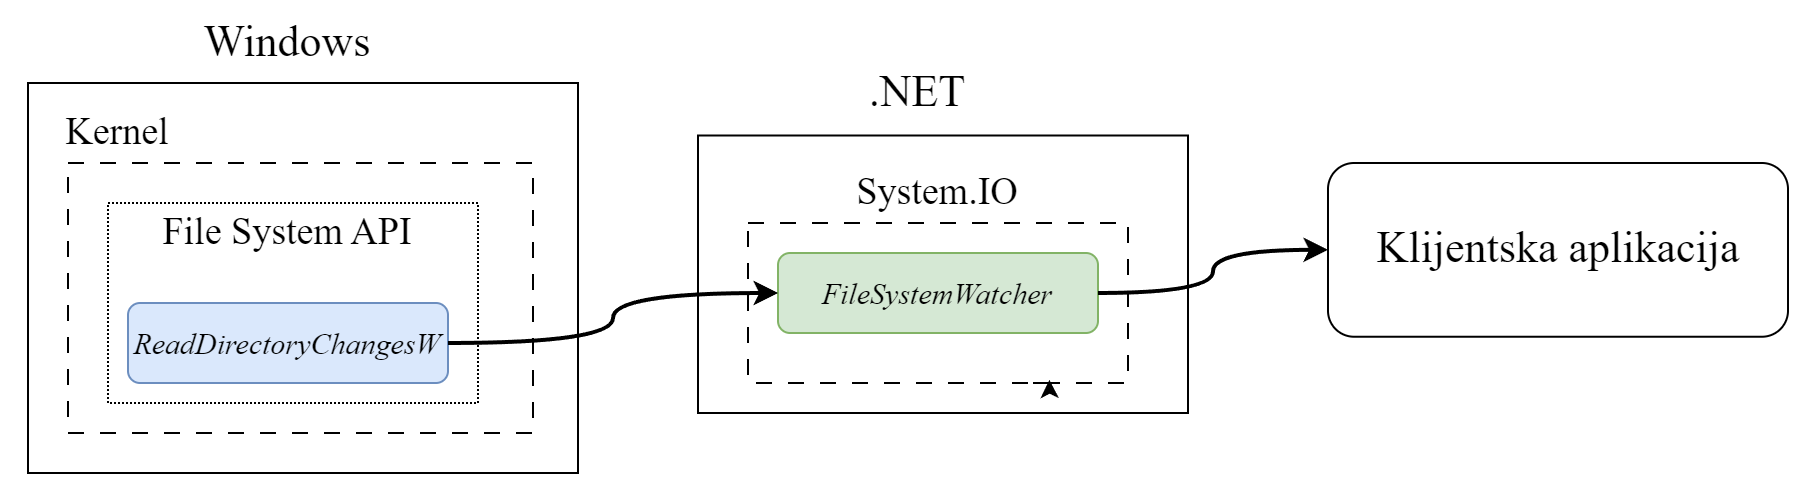 Windows
Kernel
File System API
ReadDirectoryChangesW
.NET
System.IO
FileSystemWatcher
Klijentska aplikacija